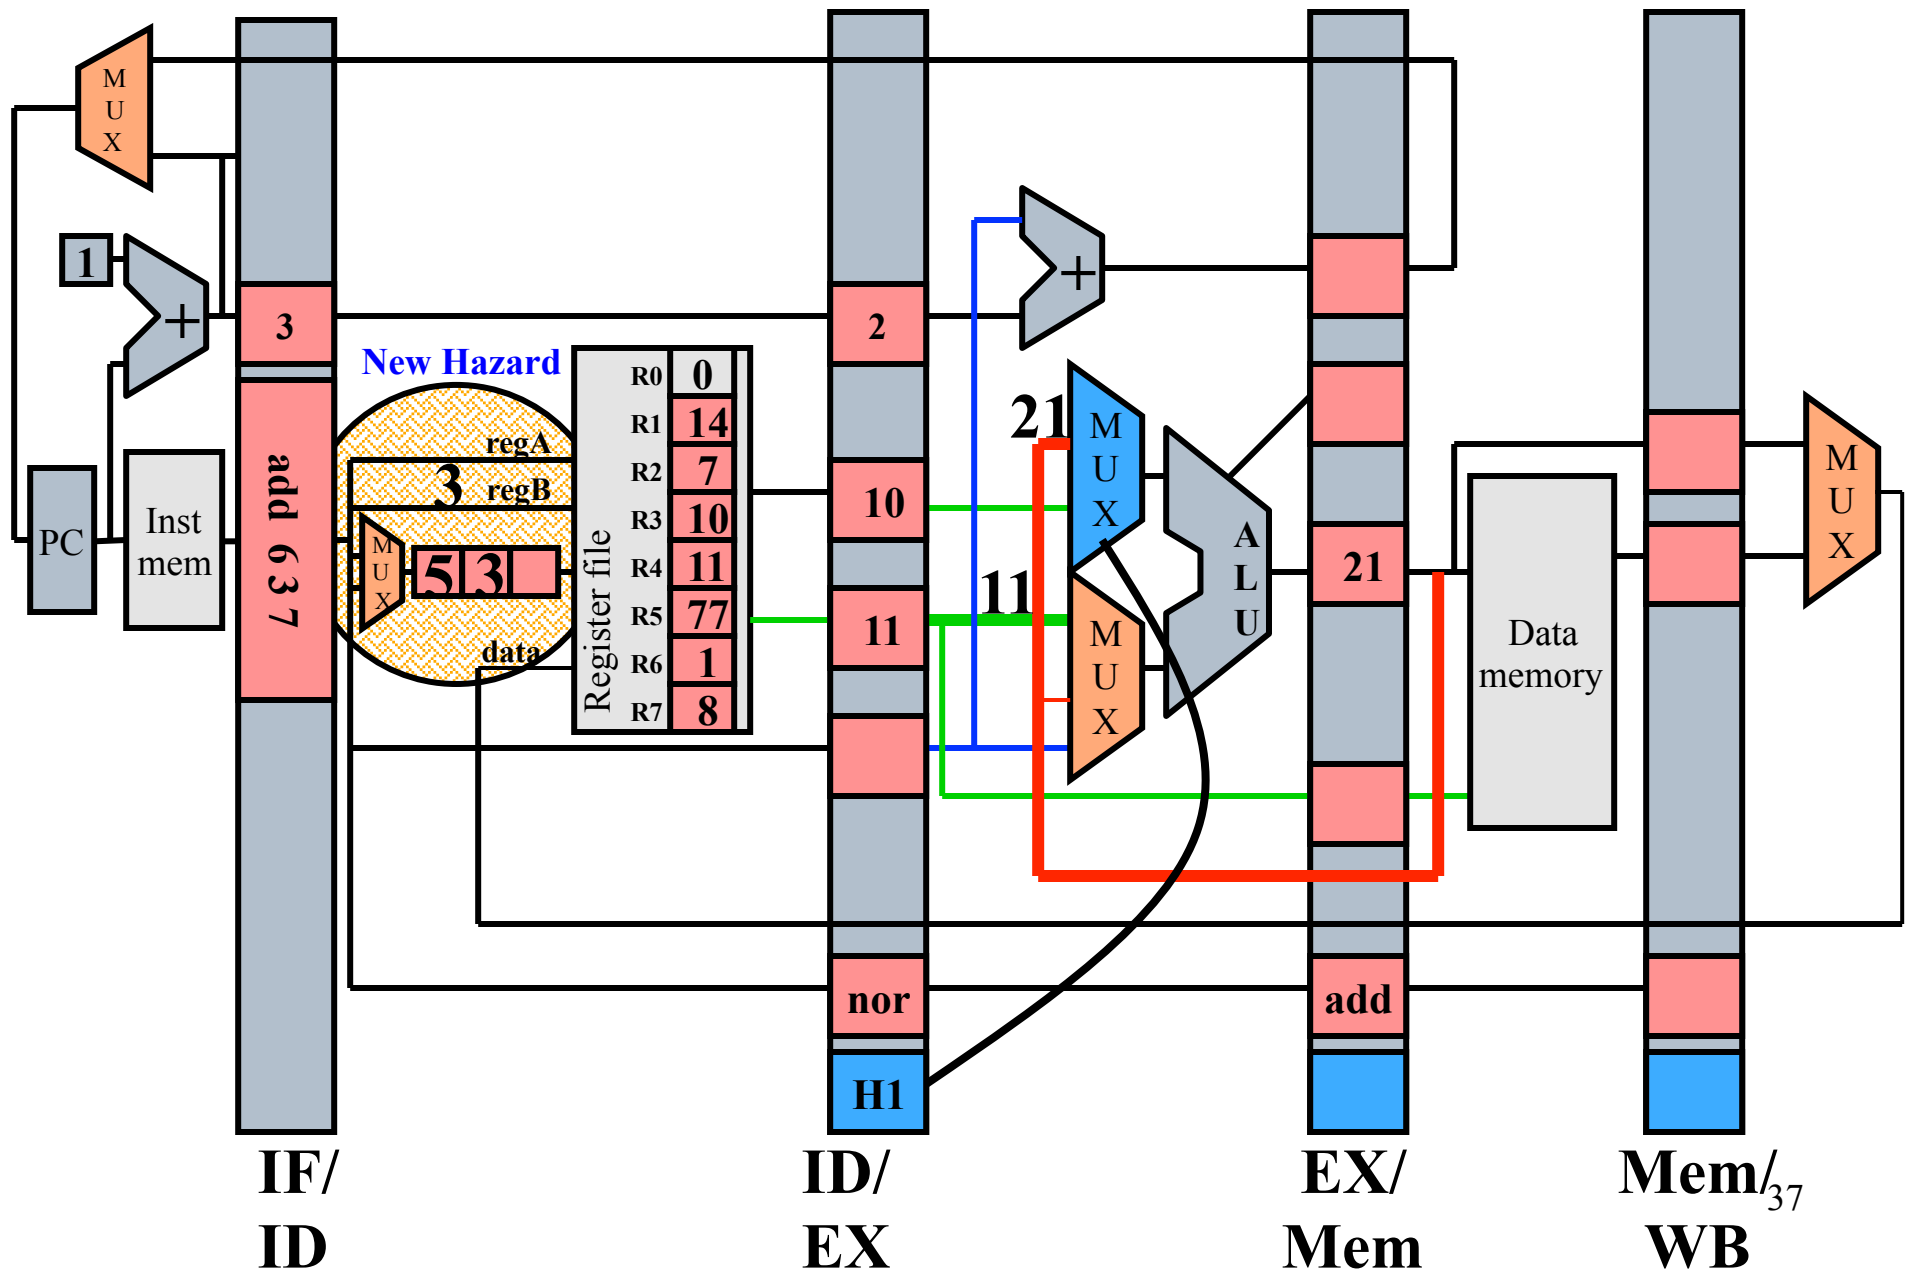 M
U
X
1
+
3
2
+
New Hazard
R0 0
R1 14
R2 7
R3 10
R4 11
R5 77
R6 1
R7 8
Register file
regA
3
regB
add 6 3 7
PC
Inst
mem
M
U
X
5 3
data
10
11
21
11
M
U
X
M
U
X
A
L
U
21
Data
memory
M
U
X
nor
add
H1
IF/
ID
ID/
EX
EX/
Mem
Mem/
WB
37